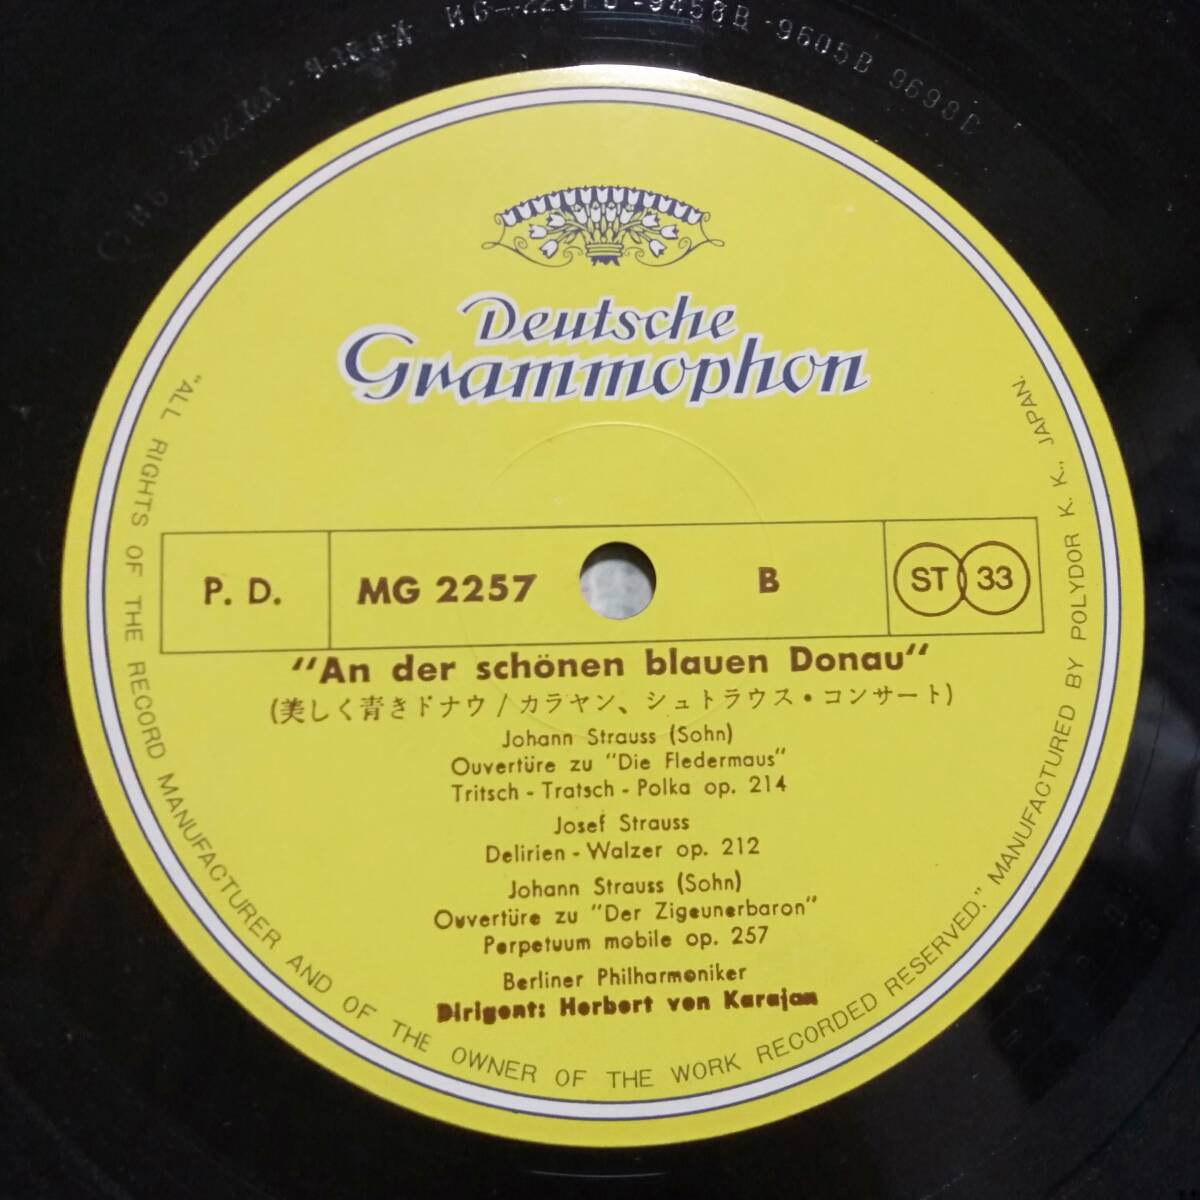 9458B 9605B
Deutsche
Grammophon
P. D.
MG 2257
B
ST 33
"An der schönen blauen Donau"
(美しく青きドナウ / カラヤン、シュトラウス・コンサート)
Johann Strauss (Sohn)
Ouvertüre zu "Die Fledermaus"
Tritsch - Tratsch - Polka op. 214
Josef Strauss
Delirien - Walzer op. 212
Johann Strauss (Sohn)
Ouvertüre zu "Der Zigeunerbaron"
Perpetuum mobile op. 257
Berliner Philharmoniker
Dirigent: Herbert von Karajan
"ALL RIGHTS OF THE RECORD MANUFACTURER AND OF THE OWNER OF THE WORK RECORDED RESERVED." MANUFACTURED BY POLYDOR K. K., JAPAN.